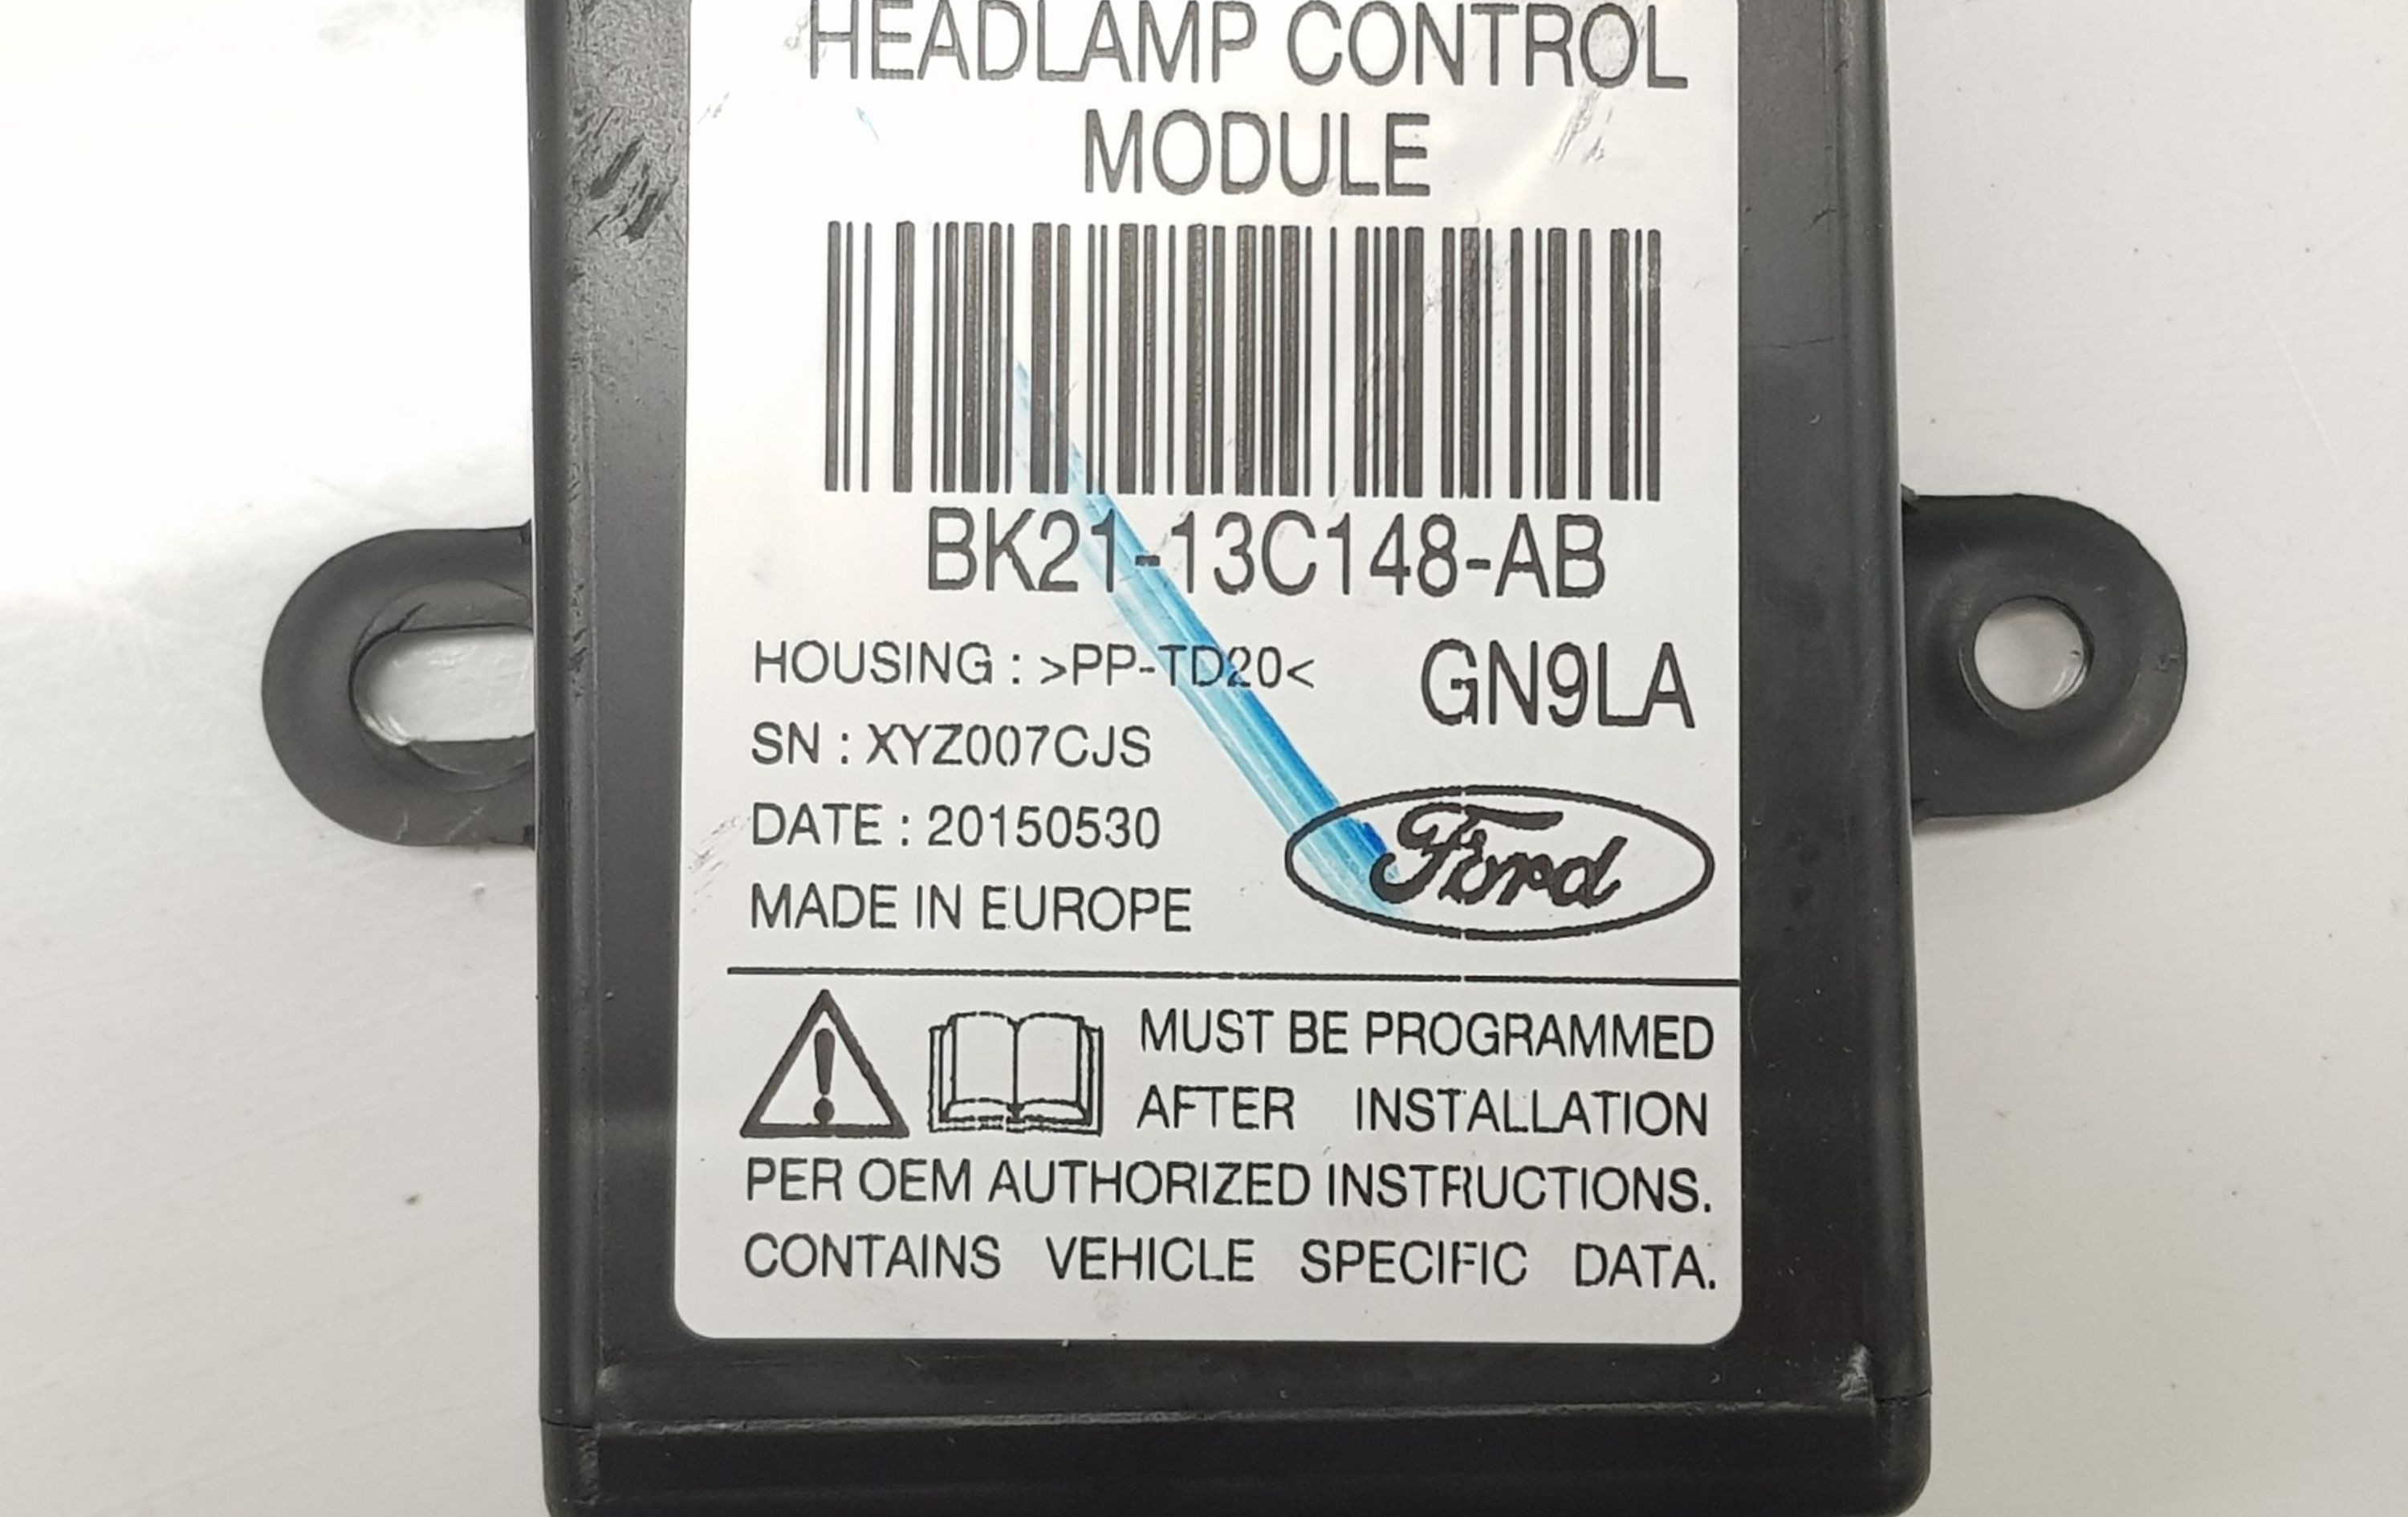 HEADLAMP CONTROL
MODULE
BK21-13C148-AB
HOUSING : >PP-TD20<
GN9LA
SN : XYZ007CJS
DATE : 20150530
MADE IN EUROPE
Ford
MUST BE PROGRAMMED
AFTER INSTALLATION
PER OEM AUTHORIZED INSTRUCTIONS.
CONTAINS VEHICLE SPECIFIC DATA.